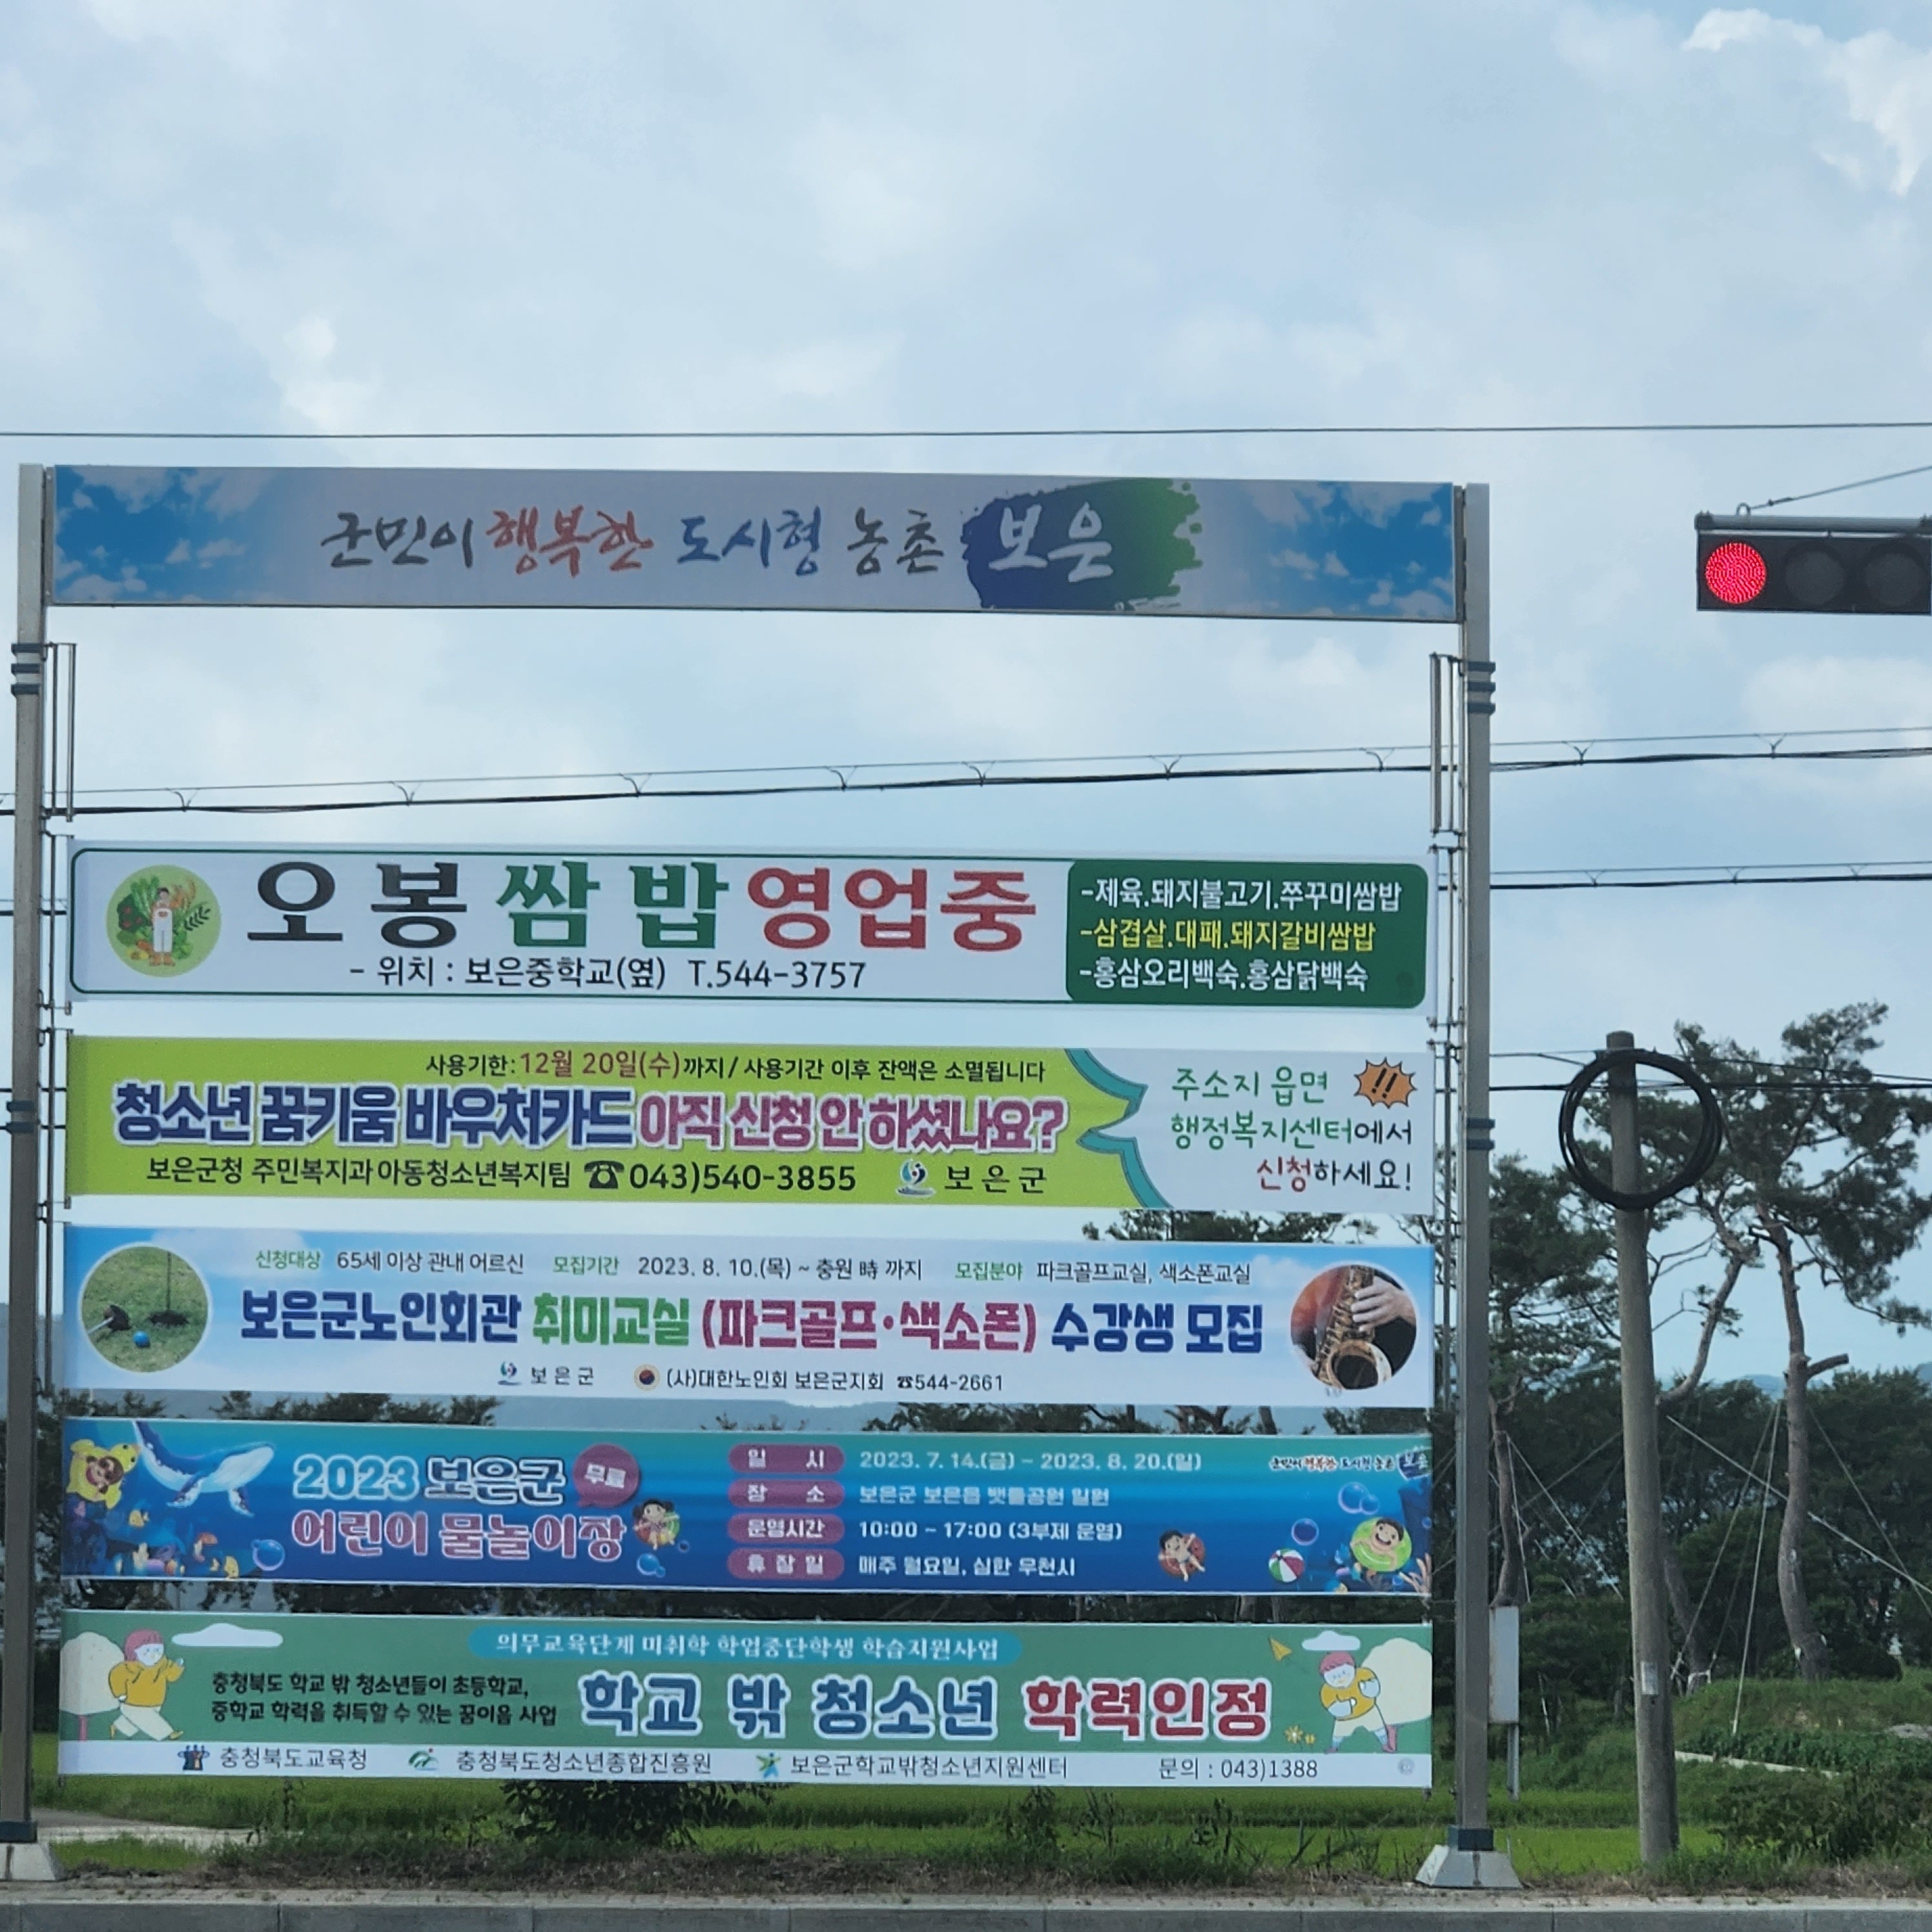 군민이 행복한 도시형 농촌 보은
오봉 쌈밥 영업중
- 위치 : 보은중학교(옆) T.544-3757
-제육.돼지불고기.쭈꾸미쌈밥
-삼겹살.대패.돼지갈비쌈밥
-홍삼오리백숙.홍삼닭백숙
사용기한:12월 20일(수)까지 / 사용기간 이후 잔액은 소멸됩니다
청소년 꿈키움 바우처카드 아직 신청 안 하셨나요?
보은군청 주민복지과 아동청소년복지팀 ☎043)540-3855 보은군
주소지 읍면 !!
행정복지센터에서
신청하세요!
신청대상 65세 이상 관내 어르신 모집기간 2023. 8. 10.(목) ~ 충원 時 까지 모집분야 파크골프교실, 색소폰교실
보은군노인회관 취미교실 (파크골프·색소폰) 수강생 모집
보은군 (사)대한노인회 보은군지회 ☎544-2661
2023 보은군 무료
어린이 물놀이장
일 시 2023. 7. 14.(금) ~ 2023. 8. 20.(일)
장 소 보은군 보은읍 뱃들공원 일원
운영시간 10:00 ~ 17:00 (3부제 운영)
휴 장 일 매주 월요일, 심한 우천시
군민이 행복한 도시형 농촌 보은
의무교육단계 미취학 학업중단학생 학습지원사업
충청북도 학교 밖 청소년들이 초등학교,
중학교 학력을 취득할 수 있는 꿈이음 사업
학교 밖 청소년 학력인정
충청북도교육청 충청북도청소년종합진흥원 보은군학교밖청소년지원센터 문의 : 043)1388